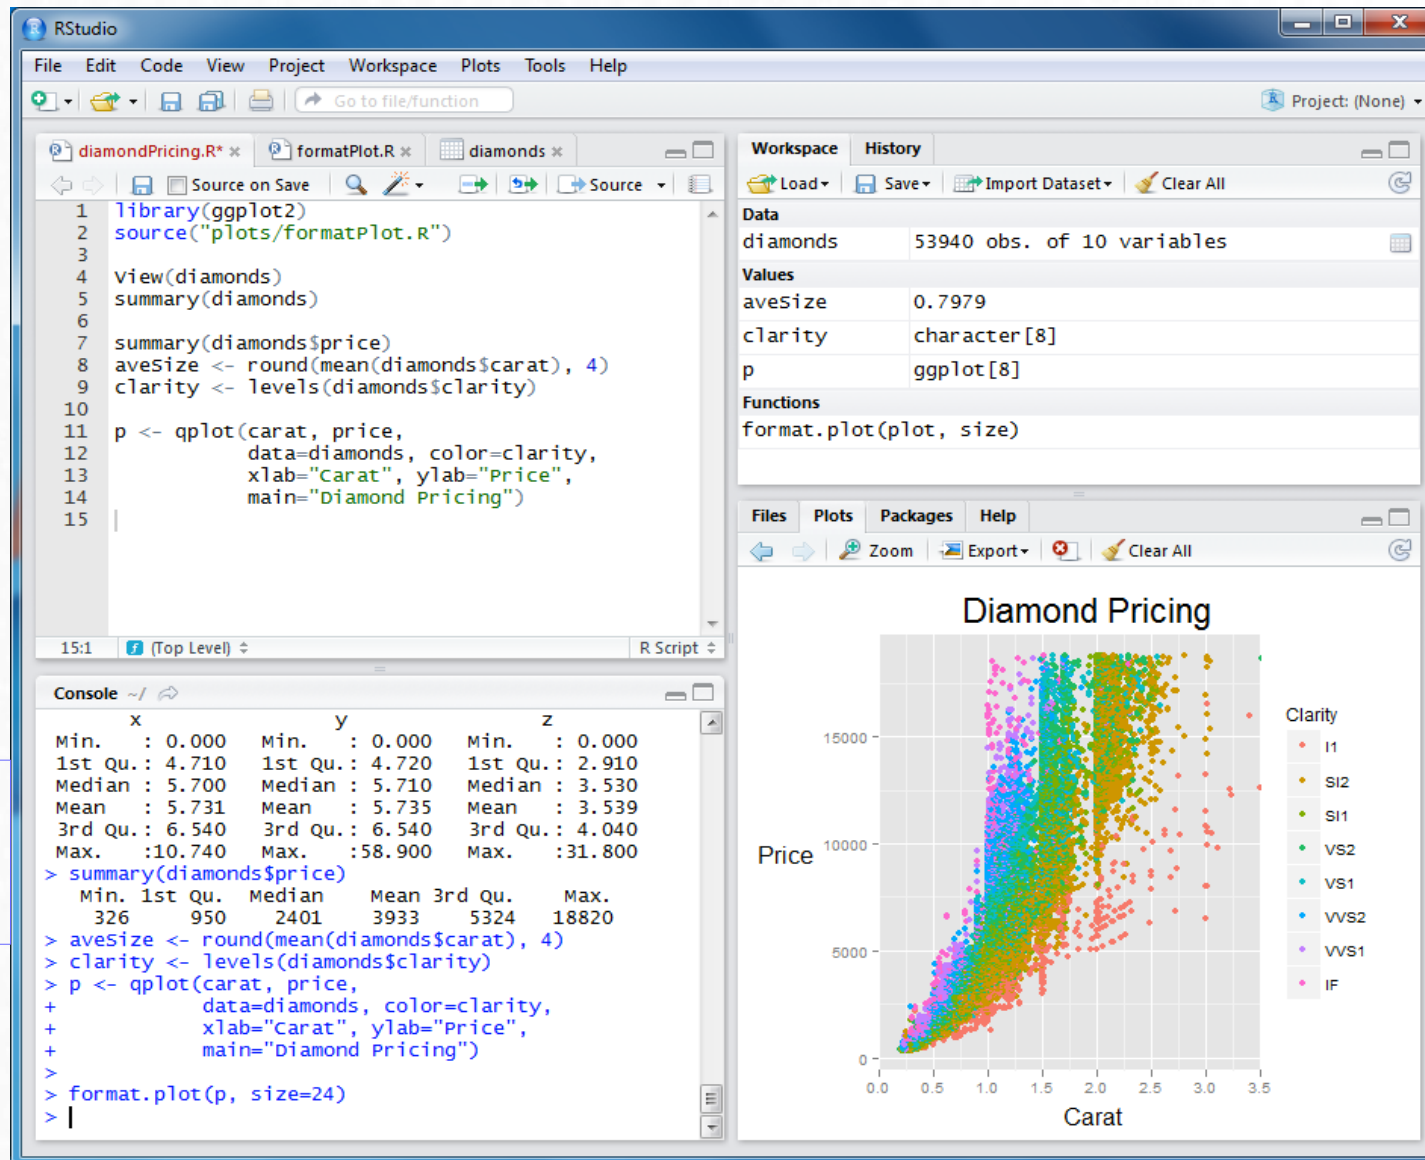 RStudio
File Edit Code View Project Workspace Plots Tools Help
Go to file/function
Project: (None)
diamondPricing.R* formatPlot.R diamonds
Source on Save Source
1 library(ggplot2)
2 source("plots/formatPlot.R")
3
4 View(diamonds)
5 summary(diamonds)
6
7 summary(diamonds$price)
8 aveSize <- round(mean(diamonds$carat), 4)
9 clarity <- levels(diamonds$clarity)
10
11 p <- qplot(carat, price,
12 data=diamonds, color=clarity,
13 xlab="Carat", ylab="Price",
14 main="Diamond Pricing")
15
15:1 (Top Level) R Script
Console ~/
x y z
Min. : 0.000 Min. : 0.000 Min. : 0.000
1st Qu.: 4.710 1st Qu.: 4.720 1st Qu.: 2.910
Median : 5.700 Median : 5.710 Median : 3.530
Mean : 5.731 Mean : 5.735 Mean : 3.539
3rd Qu.: 6.540 3rd Qu.: 6.540 3rd Qu.: 4.040
Max. :10.740 Max. :58.900 Max. :31.800
> summary(diamonds$price)
Min. 1st Qu. Median Mean 3rd Qu. Max.
326 950 2401 3933 5324 18820
> aveSize <- round(mean(diamonds$carat), 4)
> clarity <- levels(diamonds$clarity)
> p <- qplot(carat, price,
+ data=diamonds, color=clarity,
+ xlab="Carat", ylab="Price",
+ main="Diamond Pricing")
>
> format.plot(p, size=24)
>
Workspace History
Load Save Import Dataset Clear All
Data
diamonds 53940 obs. of 10 variables
Values
aveSize 0.7979
clarity character[8]
p ggplot[8]
Functions
format.plot(plot, size)
Files Plots Packages Help
Zoom Export Clear All
Diamond Pricing
Price
15000
10000
5000
0
0.0 0.5 1.0 1.5 2.0 2.5 3.0 3.5
Carat
Clarity
I1
SI2
SI1
VS2
VS1
VVS2
VVS1
IF